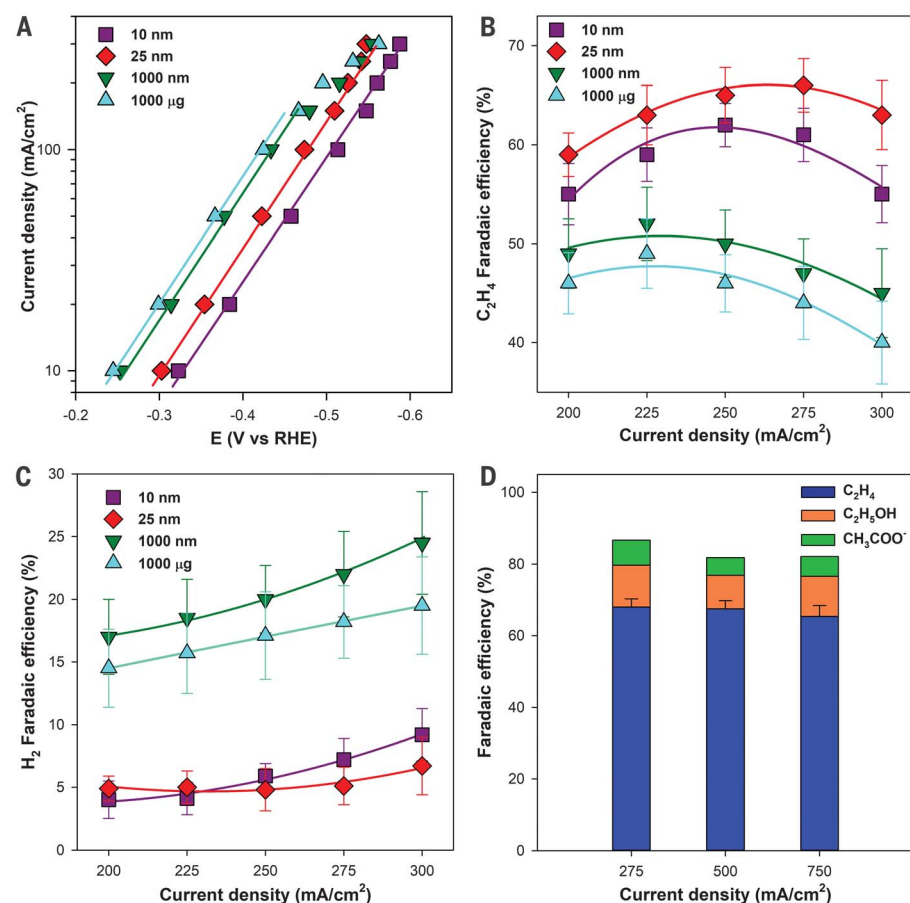 A
10 nm
25 nm
1000 nm
1000 µg
Current density (mA/cm²)
100
10
-0.2
-0.3
-0.4
-0.5
-0.6
E (V vs RHE)
B
10 nm
25 nm
1000 nm
1000 µg
C₂H₄ Faradaic efficiency (%)
70
60
50
40
200
225
250
275
300
Current density (mA/cm²)
C
10 nm
25 nm
1000 nm
1000 µg
H₂ Faradaic efficiency (%)
30
25
20
15
10
5
0
200
225
250
275
300
Current density (mA/cm²)
D
C₂H₄
C₂H₅OH
CH₃COO⁻
Faradaic efficiency (%)
100
80
60
40
20
0
275
500
750
Current density (mA/cm²)